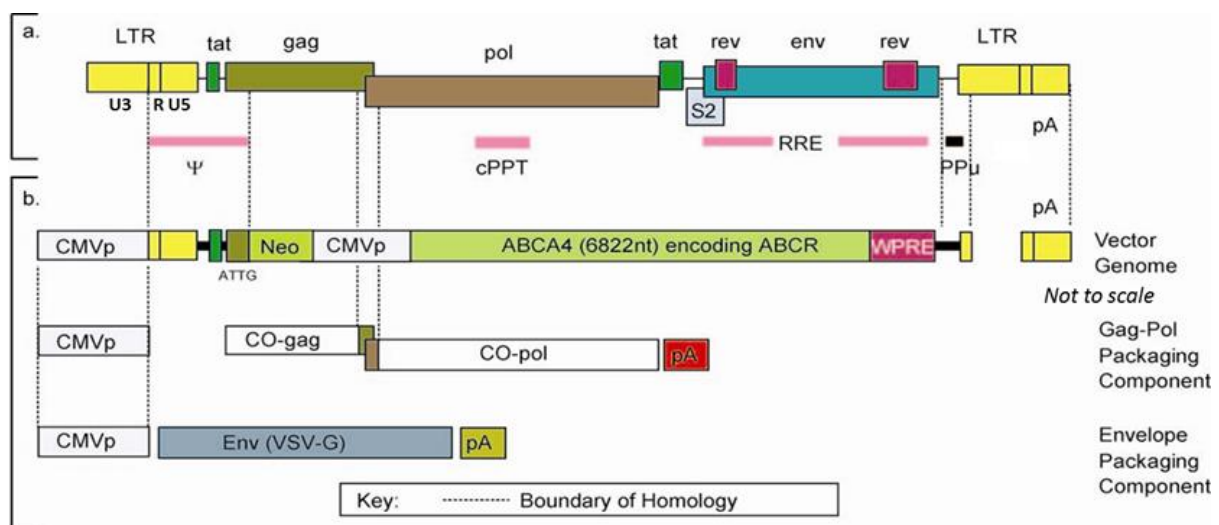 a.
LTR tat gag pol tat rev env rev LTR
U3 R U5
S2
pA
Ψ cPPT RRE PPu
b.
pA
CMVp Neo CMVp ABCA4 (6822nt) encoding ABCR WPRE
Vector
Genome
ATTG
Not to scale
CMVp CO-gag CO-pol pA
Gag-Pol
Packaging
Component
CMVp Env (VSV-G) pA
Envelope
Packaging
Component
Key: Boundary of Homology